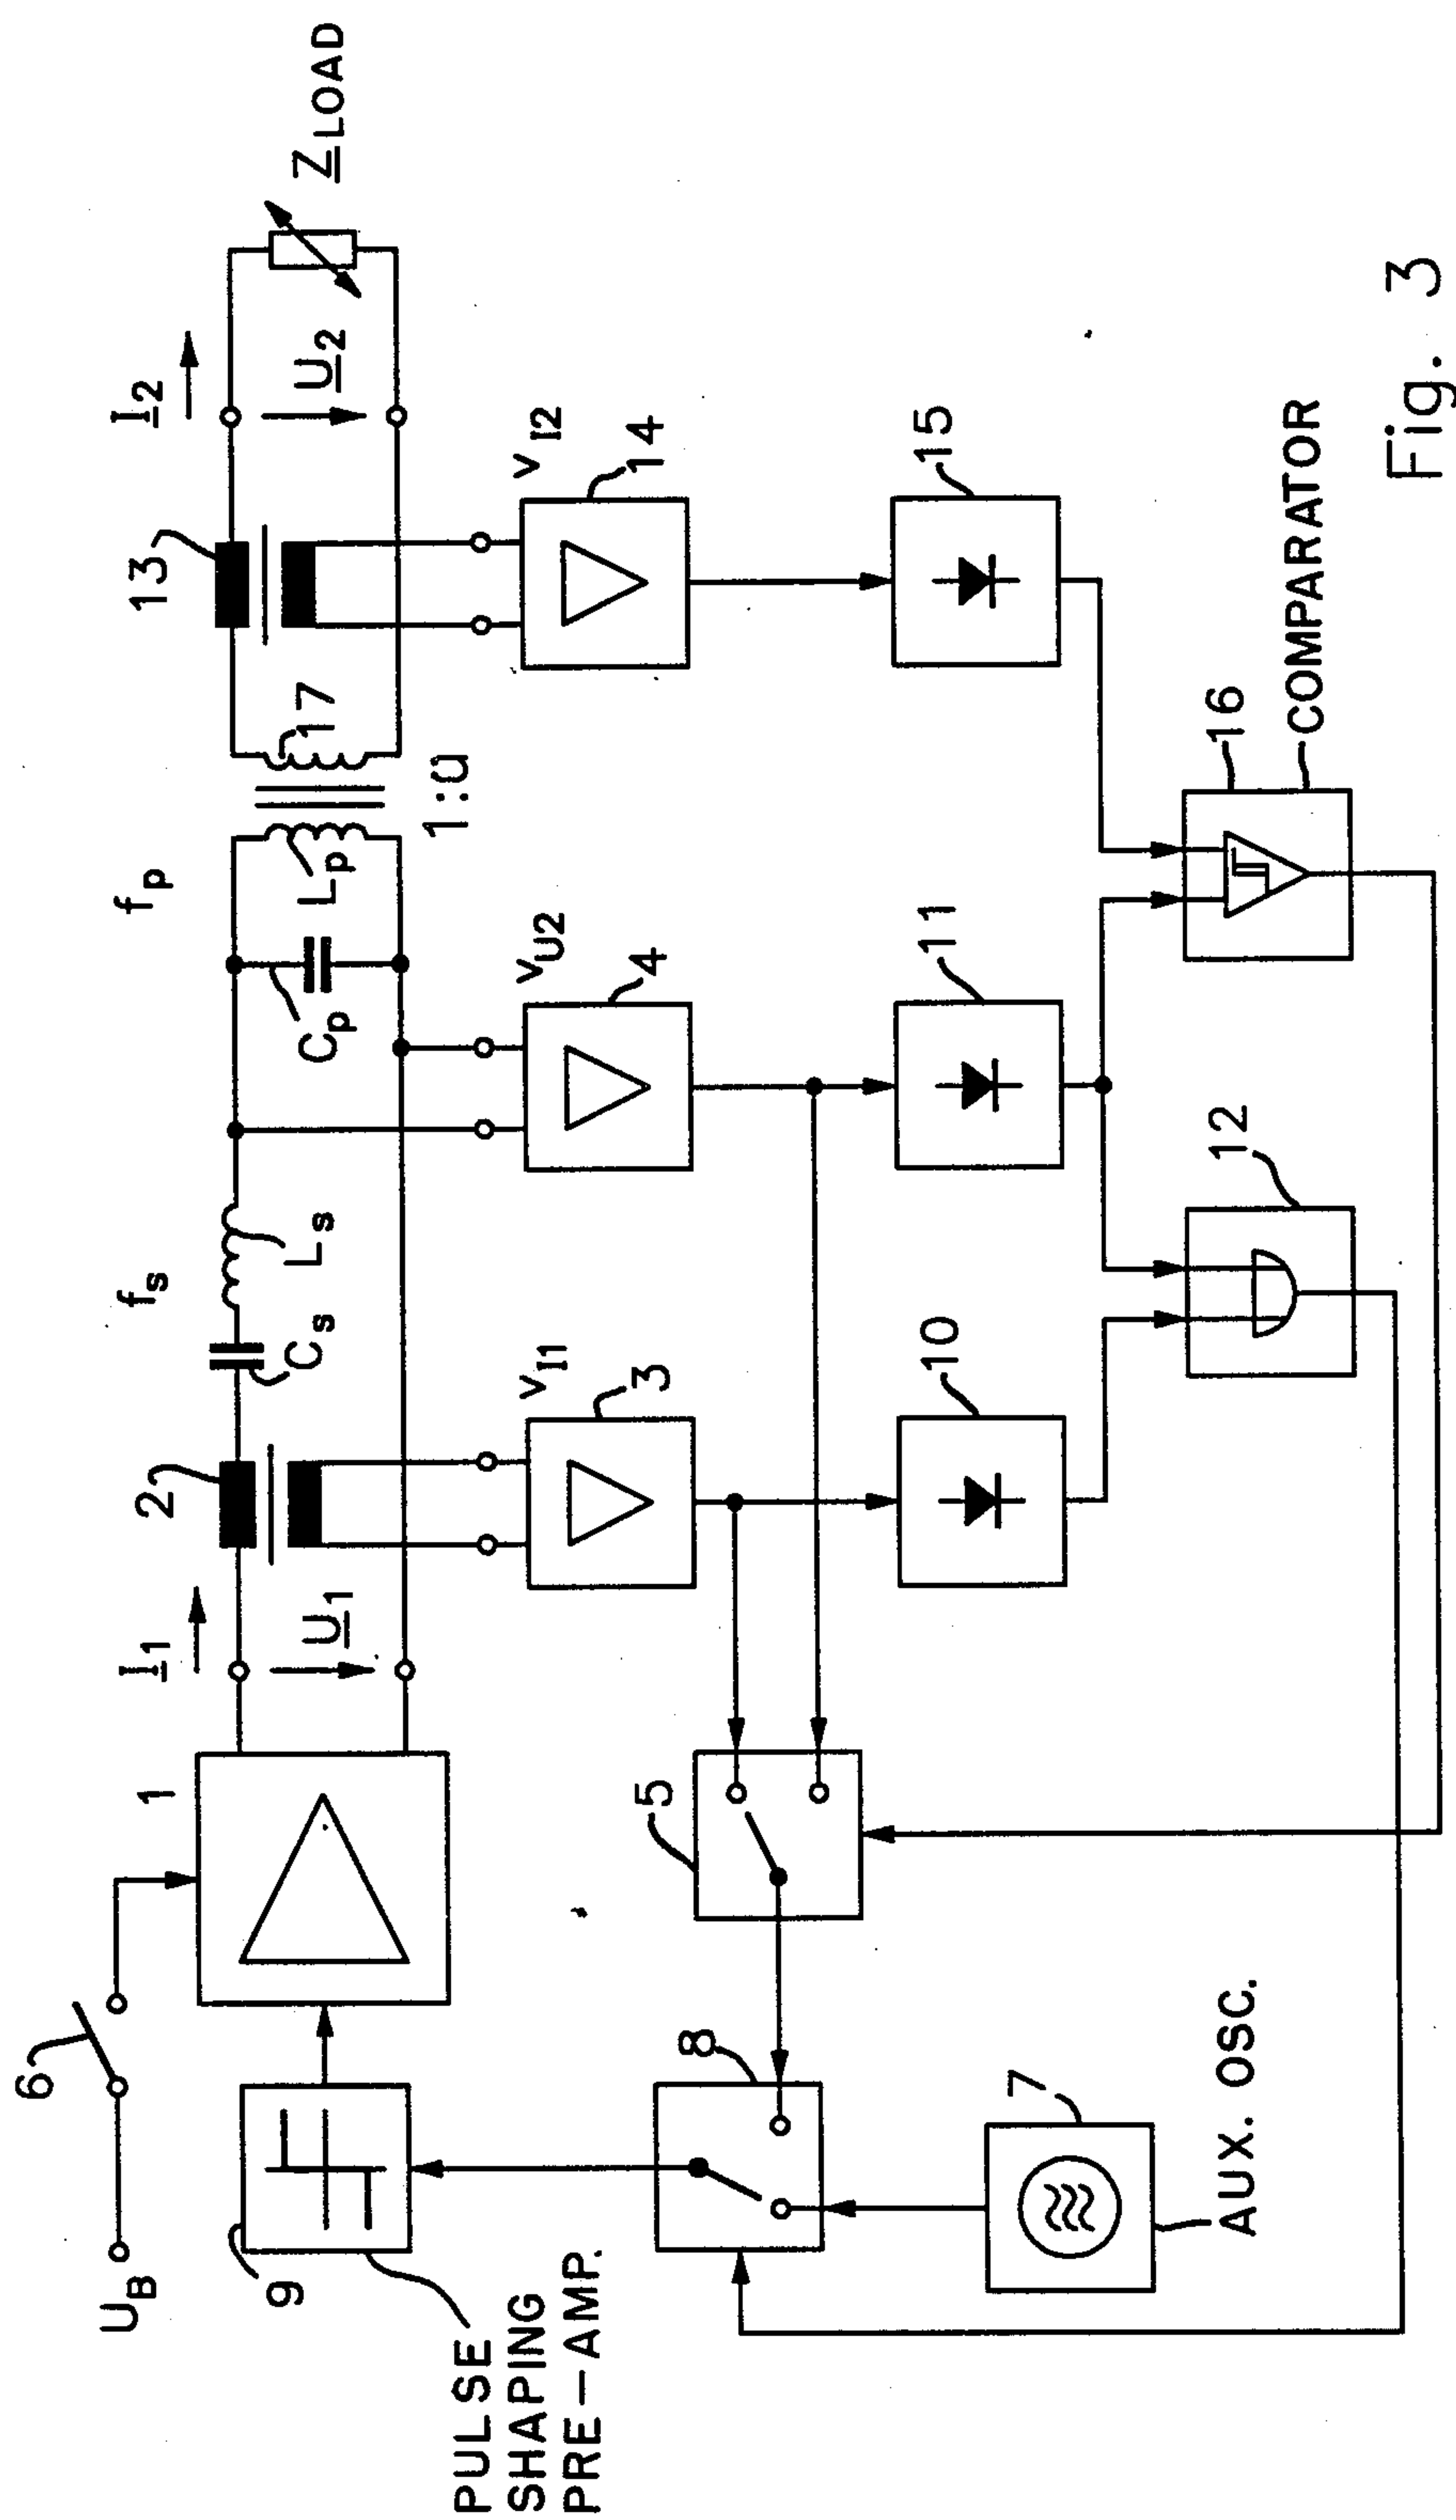 U_B
6
1
I_1
U_1
2
f_s
C_s
L_s
f_p
C_p
L_p
17
1:ü
13
I_2
U_2
Z_LOAD
9
PULSE
SHAPING
PRE-AMP.
V_I1
3
V_U2
4
V_I2
14
5
8
10
11
15
7
AUX. OSC.
12
16
COMPARATOR
Fig. 3